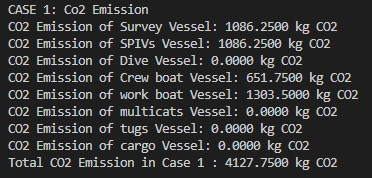 CASE 1: Co2 Emission
CO2 Emission of Survey Vessel: 1086.2500 kg CO2
CO2 Emission of SPIVs Vessel: 1086.2500 kg CO2
CO2 Emission of Dive Vessel: 0.0000 kg CO2
CO2 Emission of Crew boat Vessel: 651.7500 kg CO2
CO2 Emission of work boat Vessel: 1303.5000 kg CO2
CO2 Emission of multicats Vessel: 0.0000 kg CO2
CO2 Emission of tugs Vessel: 0.0000 kg CO2
CO2 Emission of cargo Vessel: 0.0000 kg CO2
Total CO2 Emission in Case 1 : 4127.7500 kg CO2